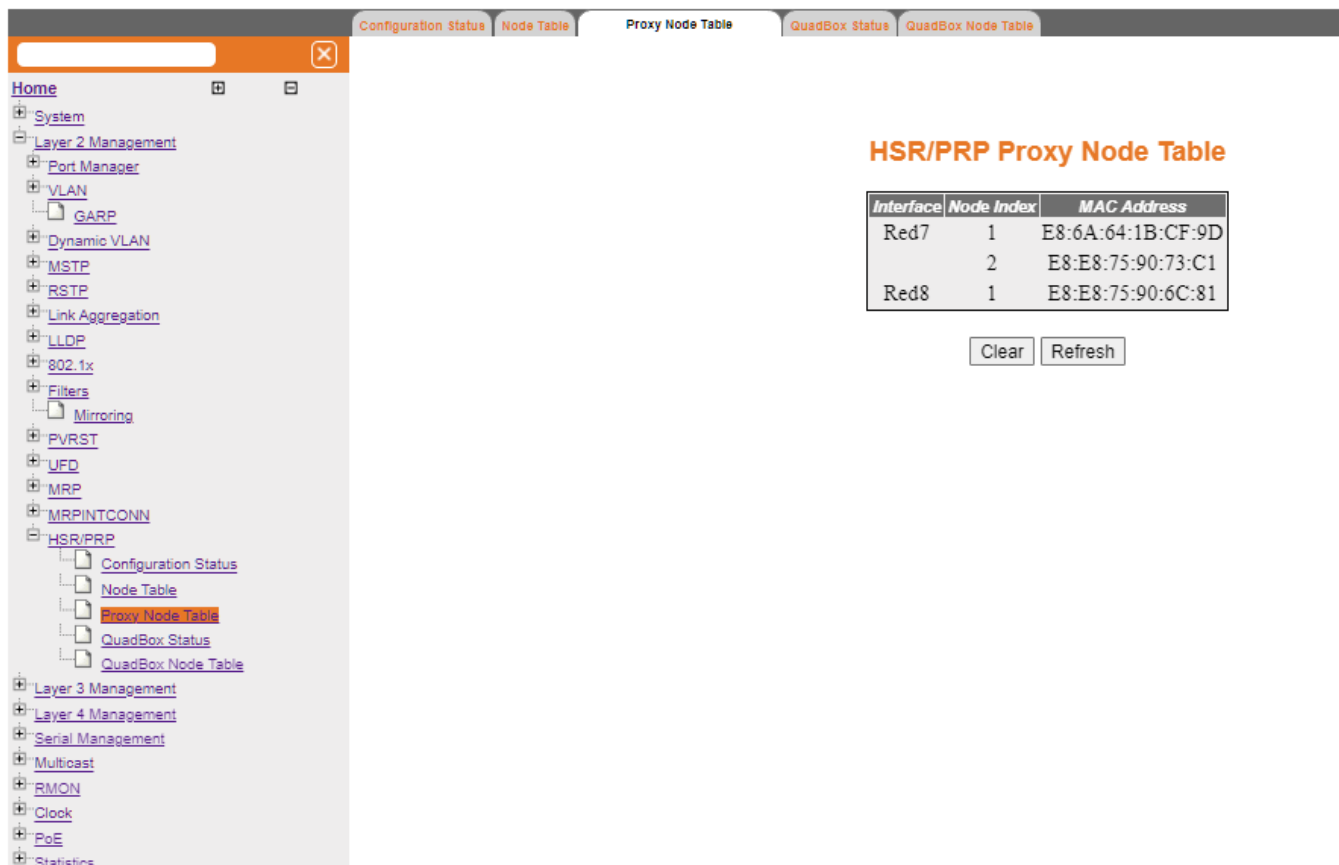 Configuration Status Node Table Proxy Node Table QuadBox Status QuadBox Node Table
Home
System
Layer 2 Management
Port Manager
VLAN
GARP
Dynamic VLAN
MSTP
RSTP
Link Aggregation
LLDP
802.1x
Filters
Mirroring
PVRST
UFD
MRP
MRPINTCONN
HSR/PRP
Configuration Status
Node Table
Proxy Node Table
QuadBox Status
QuadBox Node Table
Layer 3 Management
Layer 4 Management
Serial Management
Multicast
RMON
Clock
PoE
Statistics
HSR/PRP Proxy Node Table
Interface Node Index MAC Address
Red7 1 E8:6A:64:1B:CF:9D
2 E8:E8:75:90:73:C1
Red8 1 E8:E8:75:90:6C:81
Clear Refresh